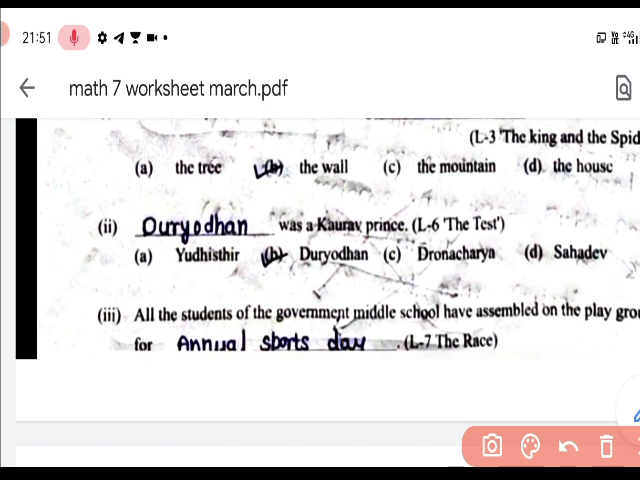 21:51
math 7 worksheet march.pdf
(L-3 'The king and the Spid
(a) the tree (b) the wall (c) the mountain (d) the house
(ii) Duryodhan was a Kaurav prince. (L-6 'The Test')
(a) Yudhisthir (b) Duryodhan (c) Dronacharya (d) Sahadev
(iii) All the students of the government middle school have assembled on the play grou
for Annual sborts day. (L-7 The Race)